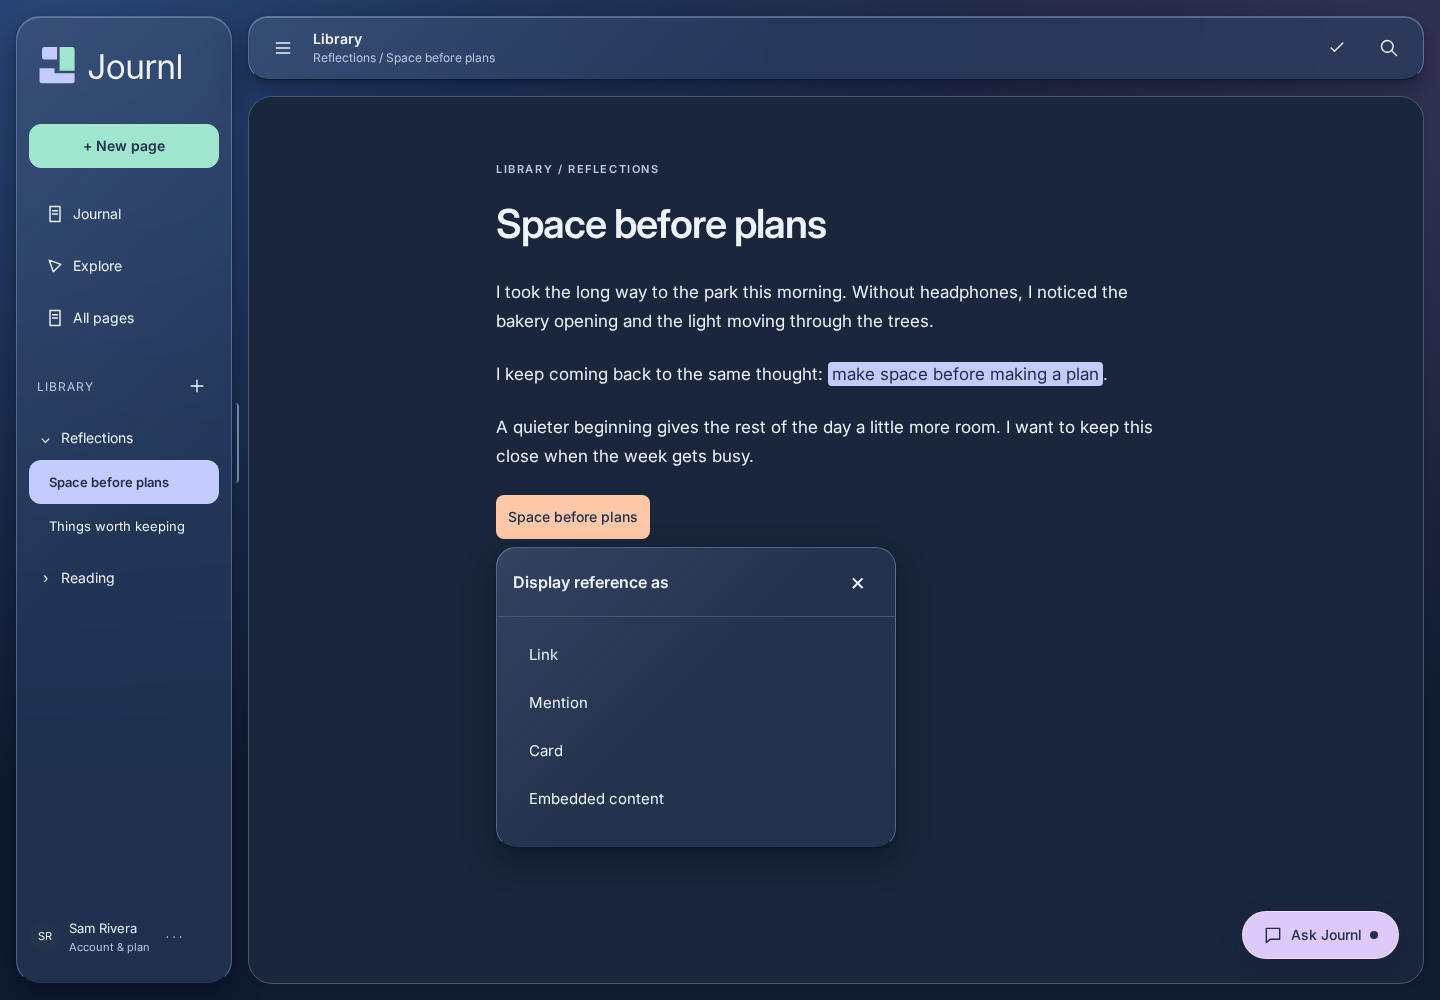 Journl
+ New page
Journal
Explore
All pages
LIBRARY
Reflections
Space before plans
Things worth keeping
Reading
SR
Sam Rivera
Account & plan
...
Library
Reflections / Space before plans
LIBRARY / REFLECTIONS
Space before plans
I took the long way to the park this morning. Without headphones, I noticed the
bakery opening and the light moving through the trees.
I keep coming back to the same thought: make space before making a plan.
A quieter beginning gives the rest of the day a little more room. I want to keep this
close when the week gets busy.
Space before plans
Display reference as
Link
Mention
Card
Embedded content
Ask Journl